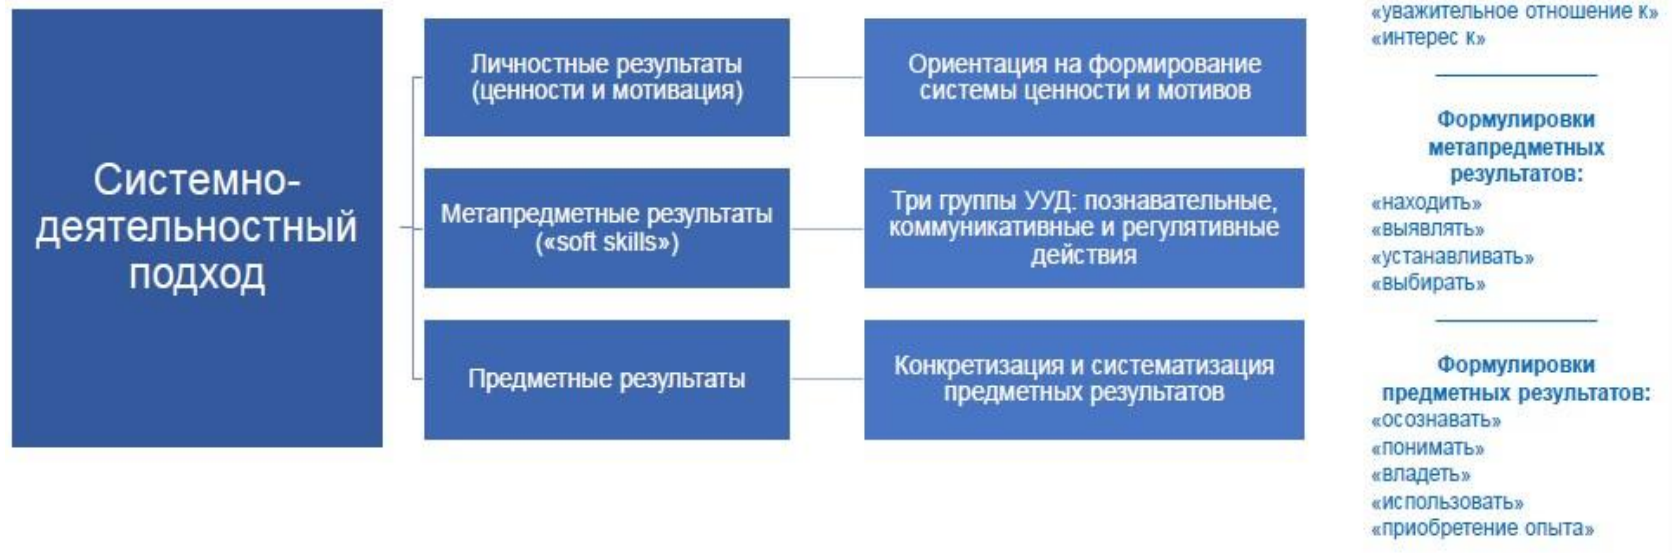 Системно-
деятельностный
подход
Личностные результаты
(ценности и мотивация)
Ориентация на формирование
системы ценности и мотивов
Метапредметные результаты
(«soft skills»)
Три группы УУД: познавательные,
коммуникативные и регулятивные
действия
Предметные результаты
Конкретизация и систематизация
предметных результатов
«уважительное отношение к»
«интерес к»
Формулировки
метапредметных
результатов:
«находить»
«выявлять»
«устанавливать»
«выбирать»
Формулировки
предметных результатов:
«осознавать»
«понимать»
«владеть»
«использовать»
«приобретение опыта»